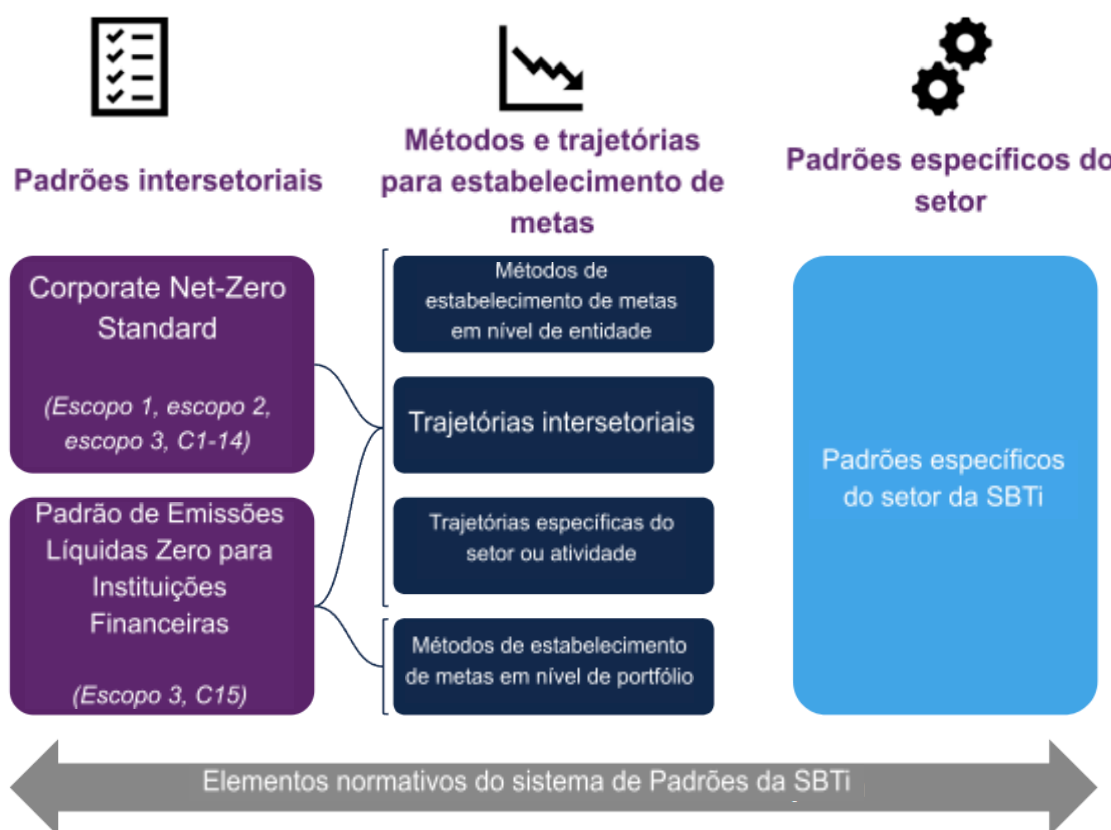 Padrões intersetoriais
Métodos e trajetórias
para estabelecimento de
metas
Padrões específicos do
setor
Corporate Net-Zero
Standard
(Escopo 1, escopo 2,
escopo 3, C1-14)
Padrão de Emissões
Líquidas Zero para
Instituições
Financeiras
(Escopo 3, C15)
Métodos de
estabelecimento de metas
em nível de entidade
Trajetórias intersetoriais
Trajetórias específicas do
setor ou atividade
Métodos de estabelecimento
de metas em nível de portfólio
Padrões específicos
do setor da SBTi
Elementos normativos do sistema de Padrões da SBTi